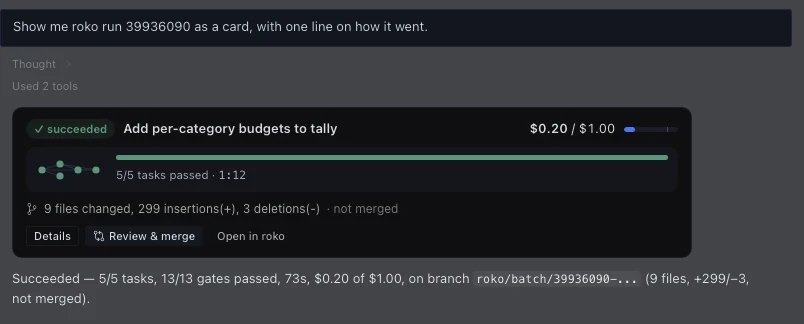 Show me roko run 39936090 as a card, with one line on how it went.
Thought
Used 2 tools
✓ succeeded Add per-category budgets to tally $0.20 / $1.00
5/5 tasks passed · 1:12
9 files changed, 299 insertions(+), 3 deletions(-) · not merged
Details Review & merge Open in roko
Succeeded — 5/5 tasks, 13/13 gates passed, 73s, $0.20 of $1.00, on branch roko/batch/39936090-... (9 files, +299/−3,
not merged).